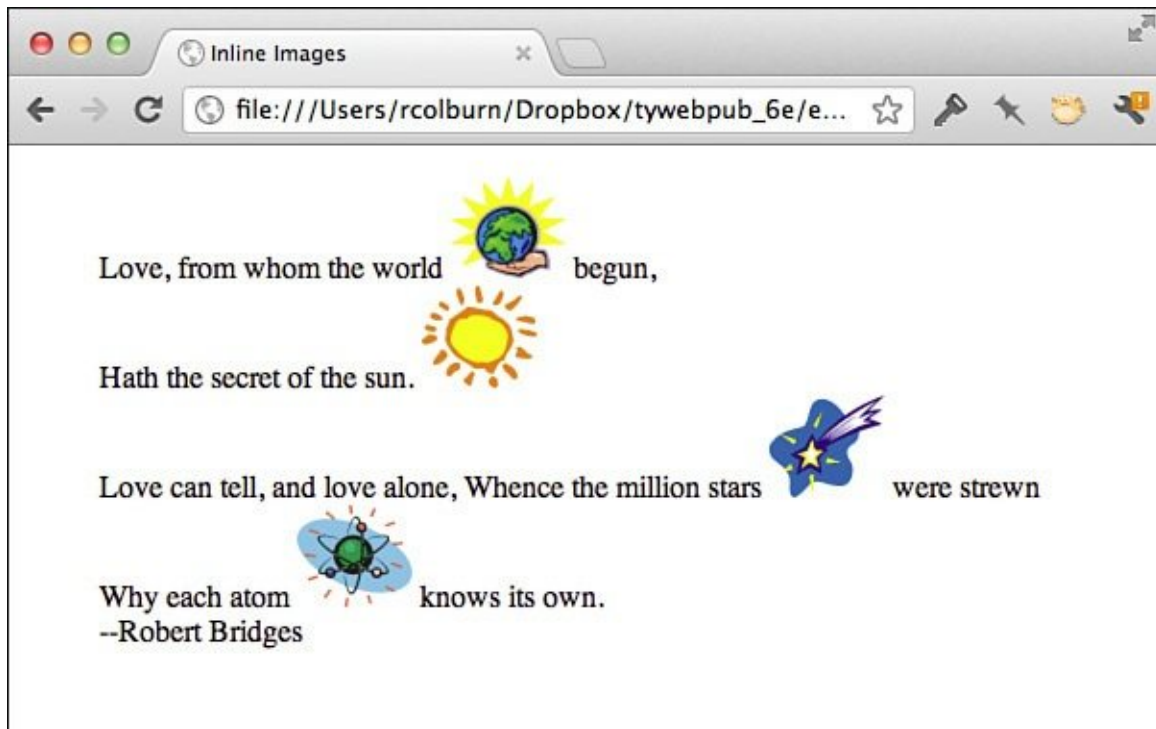 Inline Images
file:///Users/rcolburn/Dropbox/tywebpub_6e/e...
Love, from whom the world begun,
Hath the secret of the sun.
Love can tell, and love alone, Whence the million stars were strewn
Why each atom knows its own.
--Robert Bridges